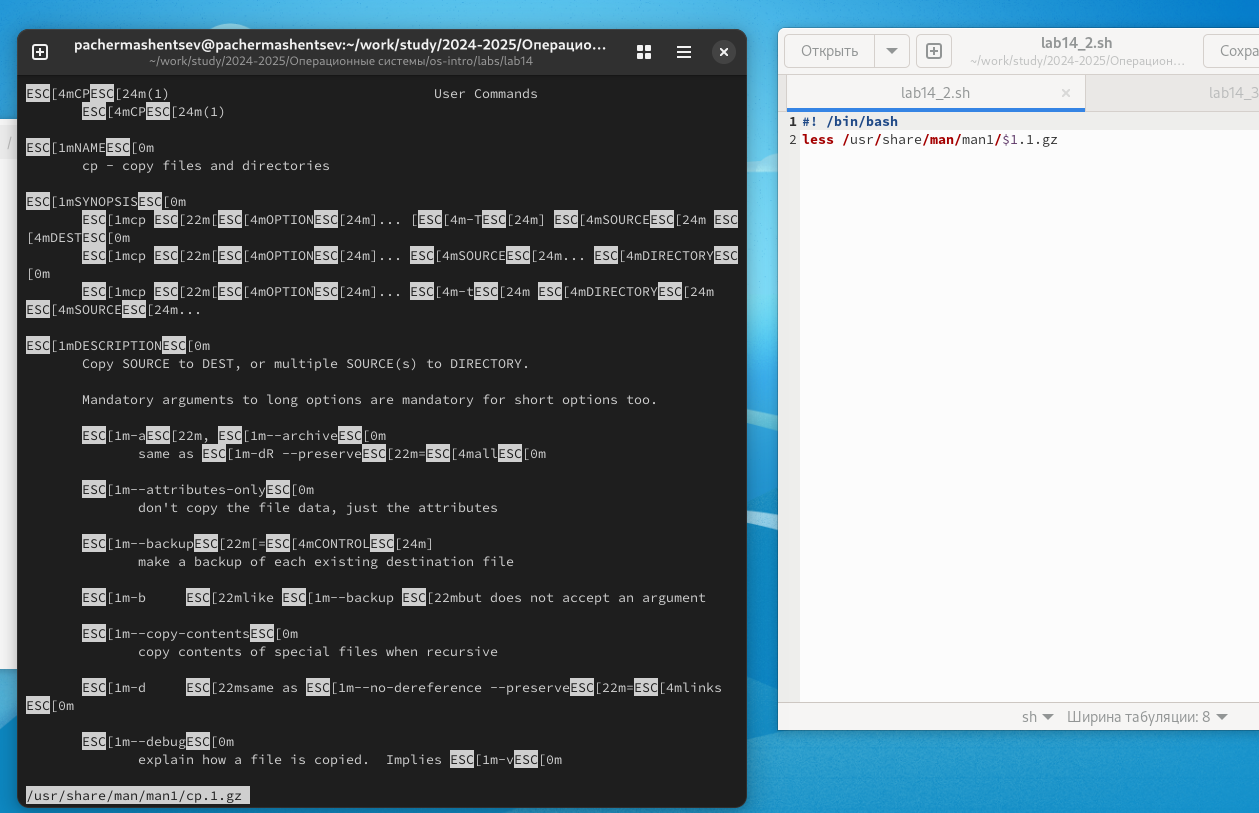 pachermashentsev@pachermashentsev:~/work/study/2024-2025/Операцио...
~/work/study/2024-2025/Операционные системы/os-intro/labs/lab14
ESC[4mCPESC[24m(1) User Commands
ESC[4mCPESC[24m(1)
ESC[1mNAMEESC[0m
cp - copy files and directories
ESC[1mSYNOPSISESC[0m
ESC[1mcp ESC[22m[ESC[4mOPTIONESC[24m]... [ESC[4m-TESC[24m] ESC[4mSOURCEESC[24m ESC
[4mDESTESC[0m
ESC[1mcp ESC[22m[ESC[4mOPTIONESC[24m]... ESC[4mSOURCEESC[24m... ESC[4mDIRECTORYESC
[0m
ESC[1mcp ESC[22m[ESC[4mOPTIONESC[24m]... ESC[4m-tESC[24m ESC[4mDIRECTORYESC[24m
ESC[4mSOURCEESC[24m...
ESC[1mDESCRIPTIONESC[0m
Copy SOURCE to DEST, or multiple SOURCE(s) to DIRECTORY.
Mandatory arguments to long options are mandatory for short options too.
ESC[1m-aESC[22m, ESC[1m--archiveESC[0m
same as ESC[1m-dR --preserveESC[22m=ESC[4mallESC[0m
ESC[1m--attributes-onlyESC[0m
don't copy the file data, just the attributes
ESC[1m--backupESC[22m[=ESC[4mCONTROLESC[24m]
make a backup of each existing destination file
ESC[1m-b ESC[22mlike ESC[1m--backup ESC[22mbut does not accept an argument
ESC[1m--copy-contentsESC[0m
copy contents of special files when recursive
ESC[1m-d ESC[22msame as ESC[1m--no-dereference --preserveESC[22m=ESC[4mlinks
ESC[0m
ESC[1m--debugESC[0m
explain how a file is copied. Implies ESC[1m-vESC[0m
/usr/share/man/man1/cp.1.gz
Открыть
lab14_2.sh
~/work/study/2024-2025/Операцион...
Сохра
lab14_2.sh
lab14_3
1 #! /bin/bash
2 less /usr/share/man/man1/$1.1.gz
sh Ширина табуляции: 8